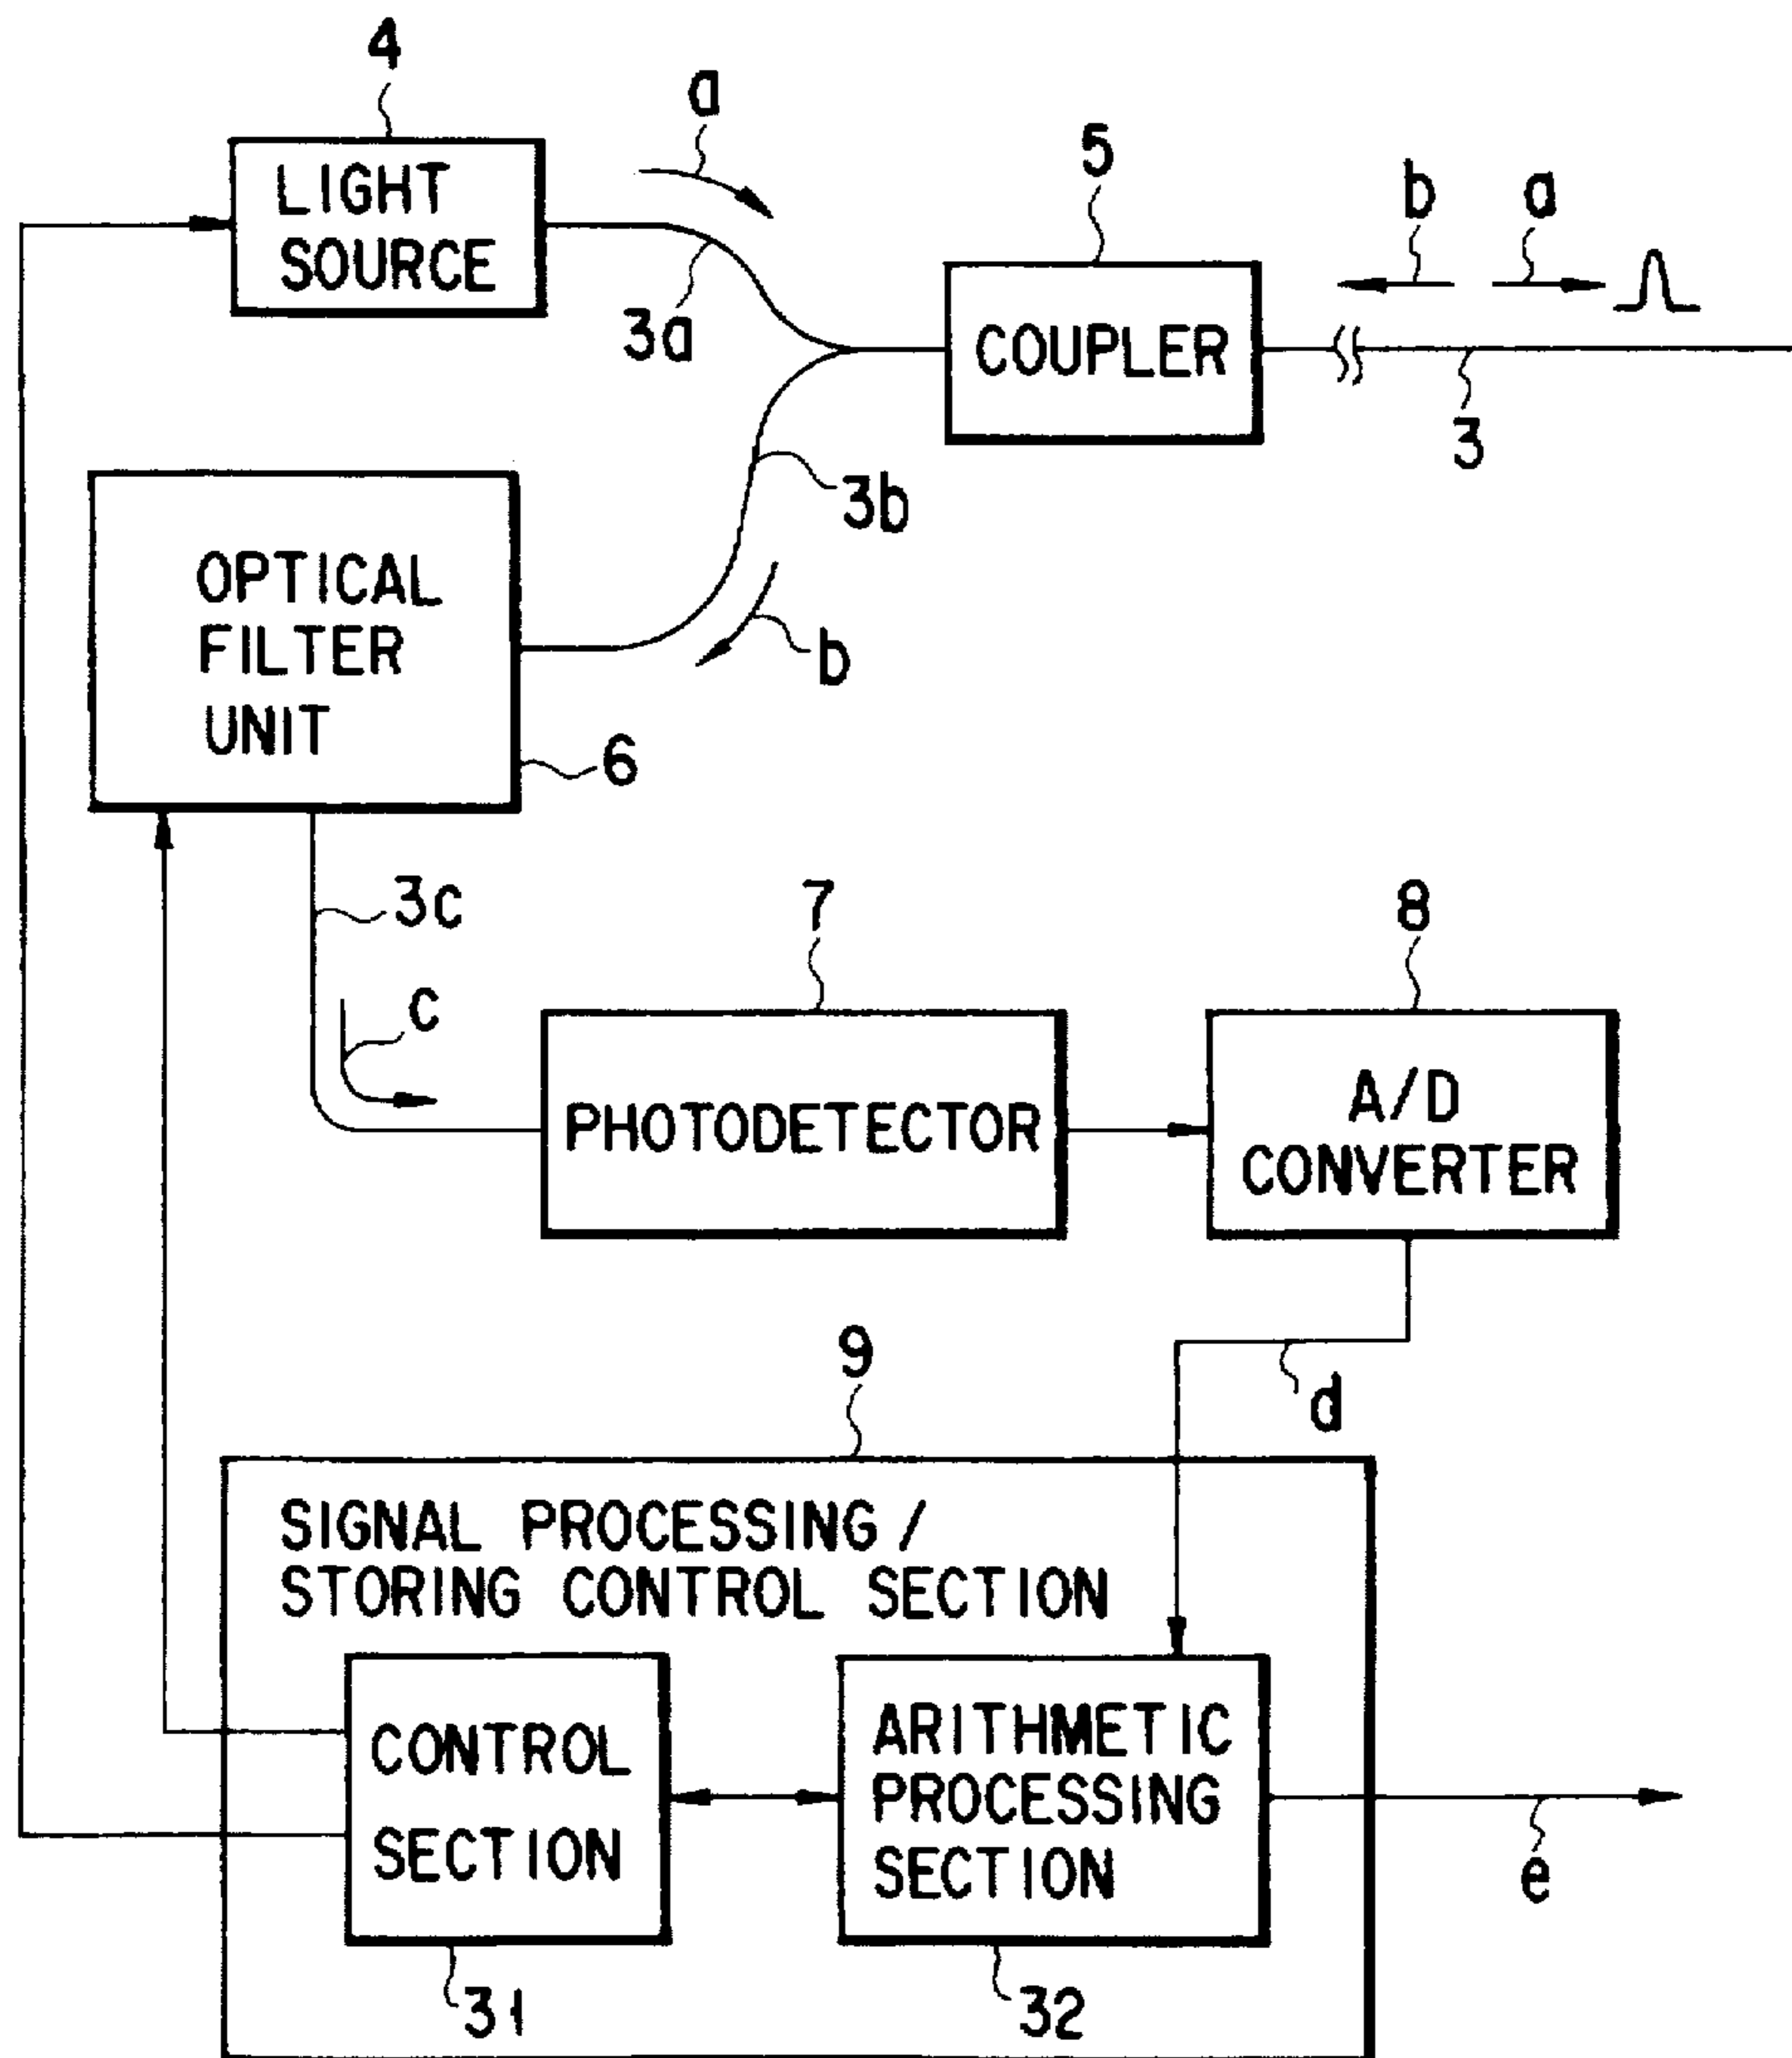 4
a
LIGHT
SOURCE
3a
5
COUPLER
b
a
3
3b
b
OPTICAL
FILTER
UNIT
6
3c
c
7
PHOTODETECTOR
8
A/D
CONVERTER
d
9
SIGNAL PROCESSING/
STORING CONTROL SECTION
CONTROL
SECTION
31
ARITHMETIC
PROCESSING
SECTION
32
e